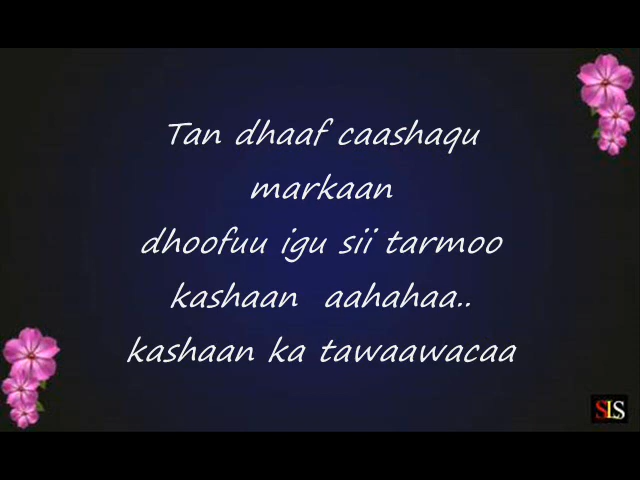 Tan dhaaf caashaqu
markaan
dhoofuu igu sii tarmoo
kashaan aahahaa..
kashaan ka tawaawacaa
SLS